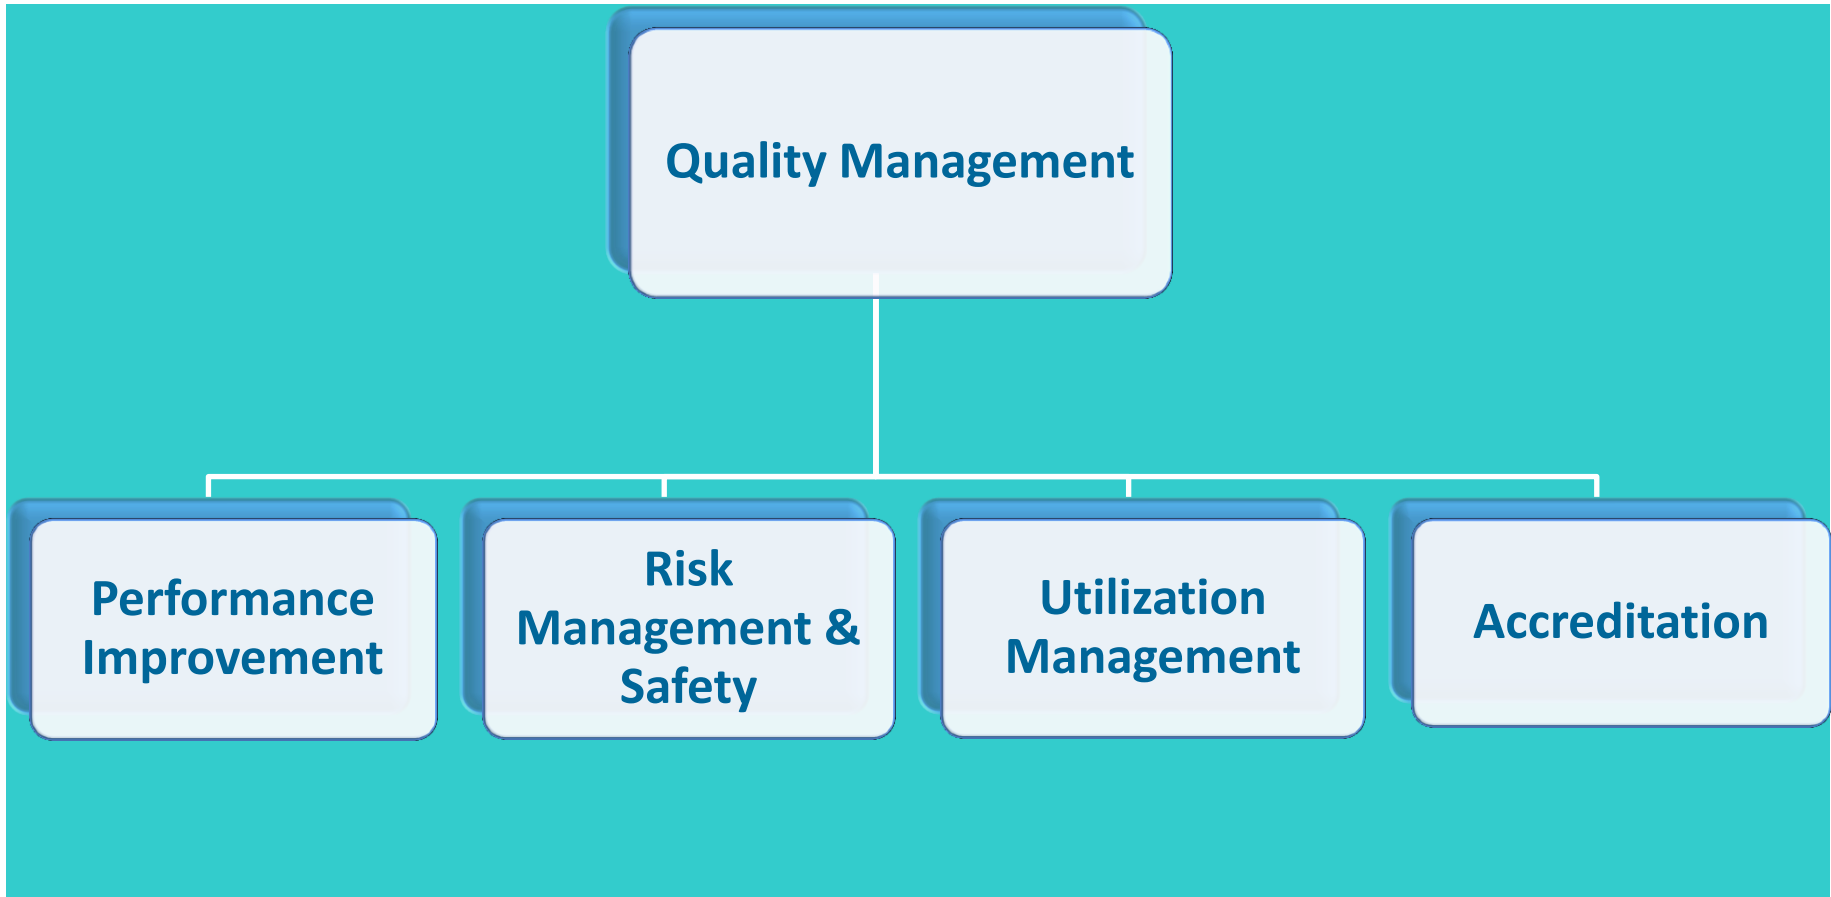 Quality Management
Performance
Improvement
Risk
Management &
Safety
Utilization
Management
Accreditation